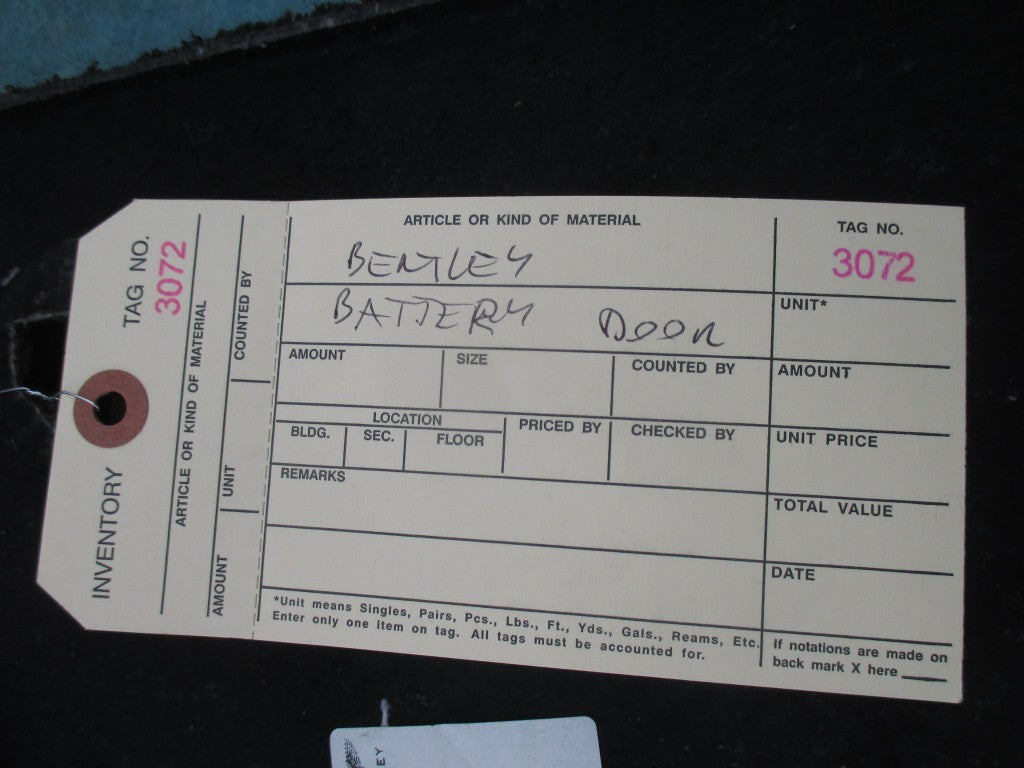 TAG NO.
3072
ARTICLE OR KIND OF MATERIAL
COUNTED BY
UNIT
AMOUNT
INVENTORY
ARTICLE OR KIND OF MATERIAL
BENTLEY
BATTERY DOOR
AMOUNT
SIZE
COUNTED BY
LOCATION
BLDG.
SEC.
FLOOR
PRICED BY
CHECKED BY
REMARKS
*Unit means Singles, Pairs, Pcs., Lbs., Ft., Yds., Gals., Reams, Etc.
Enter only one item on tag. All tags must be accounted for.
TAG NO.
3072
UNIT*
AMOUNT
UNIT PRICE
TOTAL VALUE
DATE
If notations are made on
back mark X here
EY